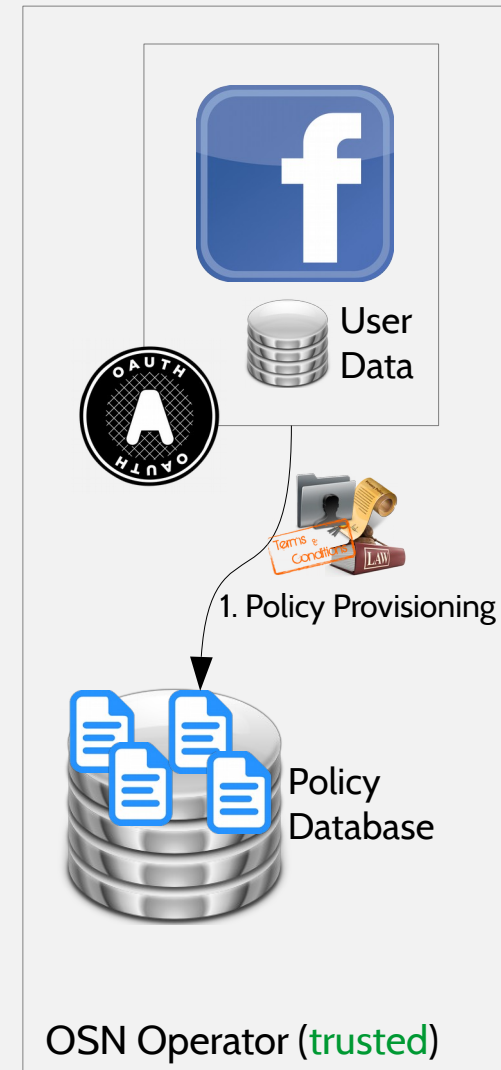 f
User
Data
OAUTH
A
OAUTH
Terms &
Conditions
LAW
1. Policy Provisioning
Policy
Database
OSN Operator (trusted)